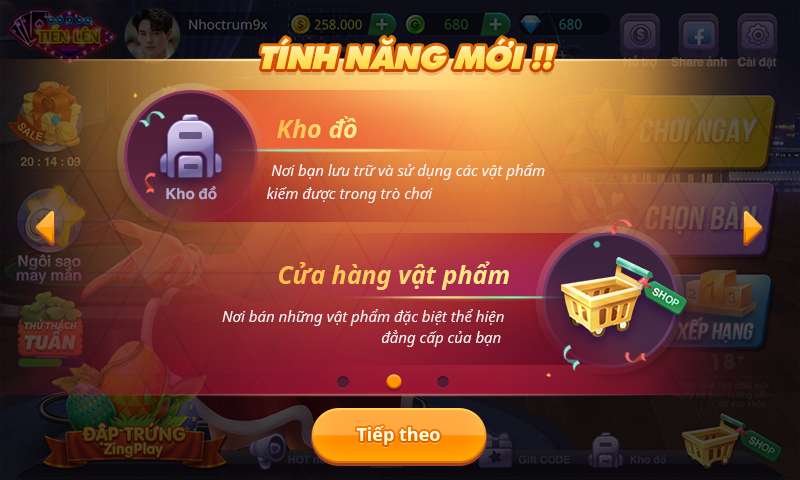 TIẾN LÊN
Nhoctrum9x
258.000
680
680
Hỗ trợ
Share ảnh
Cài đặt
TÍNH NĂNG MỚI !!
SALE
20 : 14 : 09
CHƠI NGAY
Kho đồ
Nơi bạn lưu trữ và sử dụng các vật phẩm
kiếm được trong trò chơi
Kho đồ
CHỌN BÀN
Ngôi sao
may mắn
Cửa hàng vật phẩm
SHOP
Nơi bán những vật phẩm đặc biệt thể hiện
đẳng cấp của bạn
THỬ THÁCH
TUẦN
1 2 3
XẾP HẠNG
18+
ĐẬP TRỨNG
ZingPlay
Tiếp theo
HOT
Gift CODE
Kho đồ
SHOP